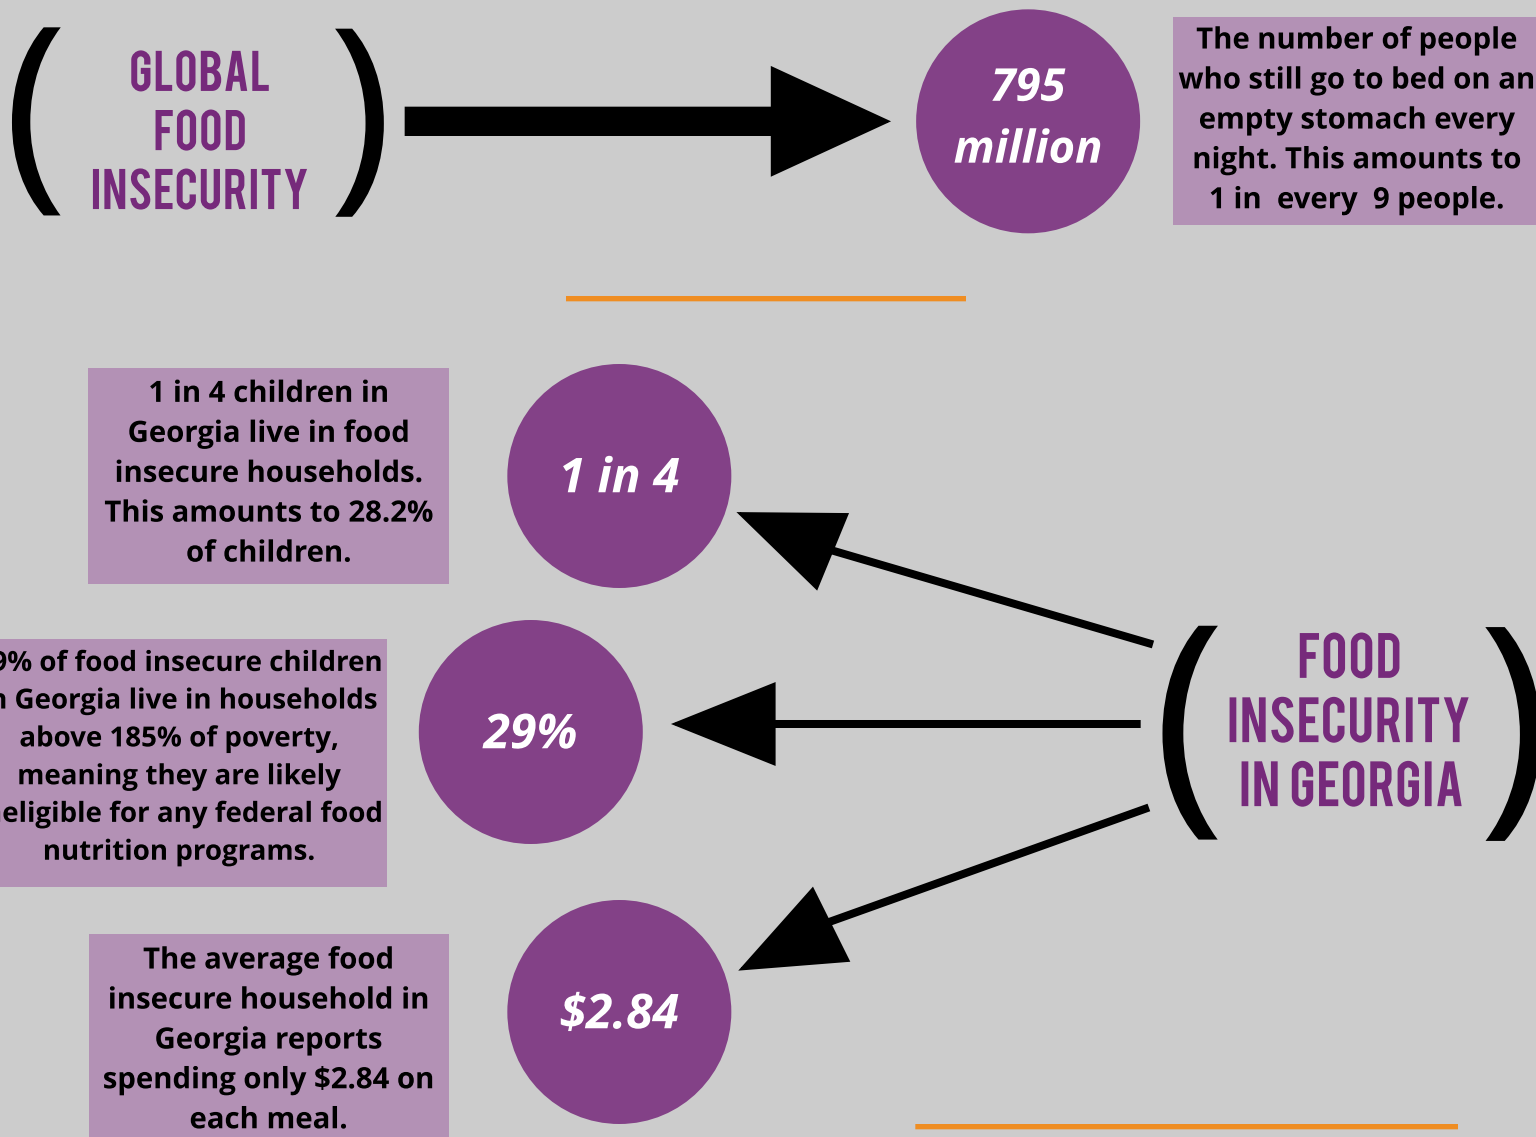 GLOBAL
FOOD
INSECURITY
795
million
The number of people
who still go to bed on an
empty stomach every
night. This amounts to
1 in every 9 people.
1 in 4 children in
Georgia live in food
insecure households.
This amounts to 28.2%
of children.
1 in 4
9% of food insecure children
n Georgia live in households
above 185% of poverty,
meaning they are likely
eligible for any federal food
nutrition programs.
29%
FOOD
INSECURITY
IN GEORGIA
The average food
insecure household in
Georgia reports
spending only $2.84 on
each meal.
$2.84